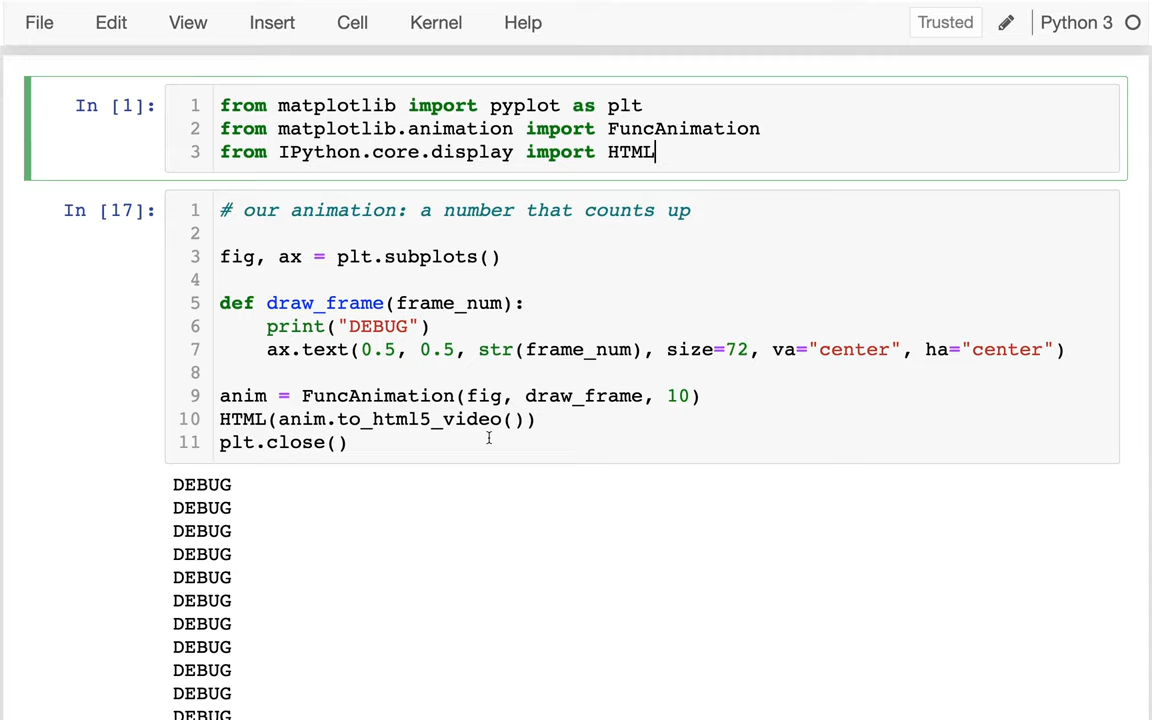 File Edit View Insert Cell Kernel Help Trusted Python 3
In [1]: 1 from matplotlib import pyplot as plt
2 from matplotlib.animation import FuncAnimation
3 from IPython.core.display import HTML
In [17]: 1 # our animation: a number that counts up
2
3 fig, ax = plt.subplots()
4
5 def draw_frame(frame_num):
6     print("DEBUG")
7     ax.text(0.5, 0.5, str(frame_num), size=72, va="center", ha="center")
8
9 anim = FuncAnimation(fig, draw_frame, 10)
10 HTML(anim.to_html5_video())
11 plt.close()
DEBUG
DEBUG
DEBUG
DEBUG
DEBUG
DEBUG
DEBUG
DEBUG
DEBUG
DEBUG
DEBUG